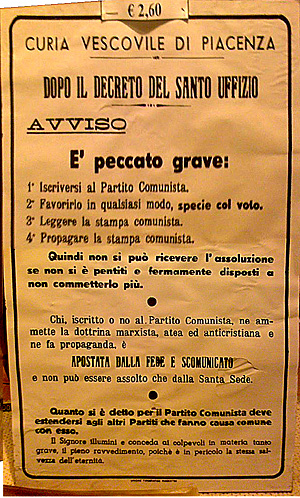 € 2,60
CURIA VESCOVILE DI PIACENZA
DOPO IL DECRETO DEL SANTO UFFIZIO
AVVISO
E' peccato grave:
1° Iscriversi al Partito Comunista.
2° Favorirlo in qualsiasi modo, specie col voto.
3° Leggere la stampa comunista.
4° Propagare la stampa comunista.
Quindi non si può ricevere l'assoluzione
se non si è pentiti e fermamente disposti a
non commetterlo più.
Chi, iscritto o no al Partito Comunista, ne am-
mette la dottrina marxista, atea ed anticristiana e
ne fa propaganda, è
APOSTATA DALLA FEDE E SCOMUNICATO
e non può essere assolto che dalla Santa Sede.
Quanto si è detto per il Partito Comunista deve
estendersi agli altri Partiti che fanno causa comune
con esso.
Il Signore illumini e conceda ai colpevoli in materia tanto
grave, il pieno ravvedimento, poichè è in pericolo la stessa sal-
vezza dell'eternità.